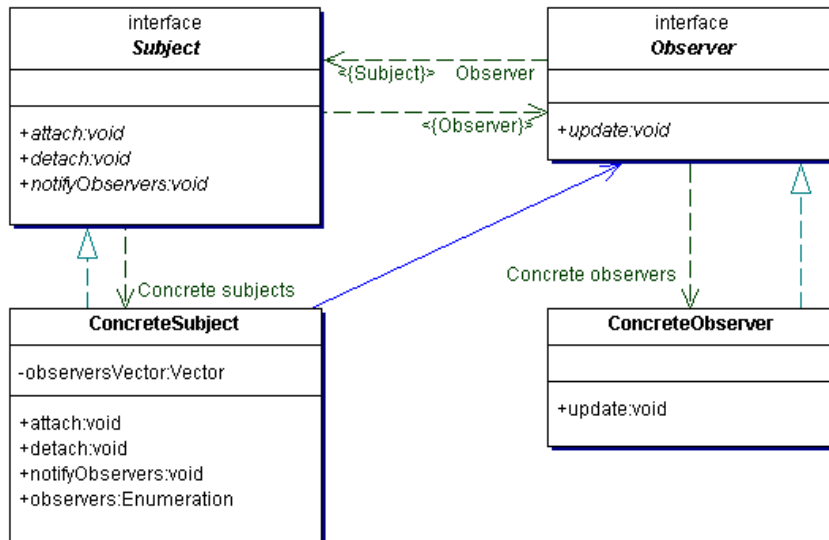 interface
Subject
+attach:void
+detach:void
+notifyObservers:void
interface
Observer
+update:void
<{Subject}> Observer
<{Observer}>
Concrete subjects
Concrete observers
ConcreteSubject
-observersVector:Vector
+attach:void
+detach:void
+notifyObservers:void
+observers:Enumeration
ConcreteObserver
+update:void